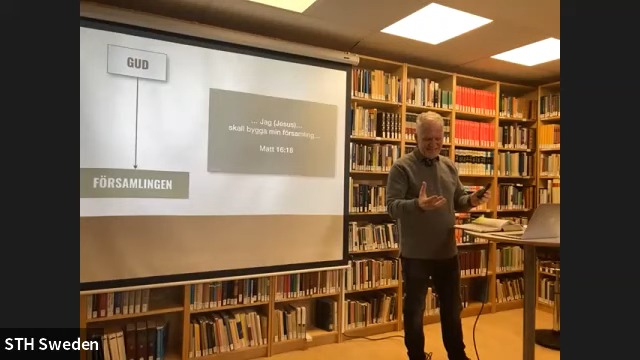 GUD
... Jag (Jesus)...
skall bygga min församling...
Matt 16:18
FÖRSAMLINGEN
STH Sweden